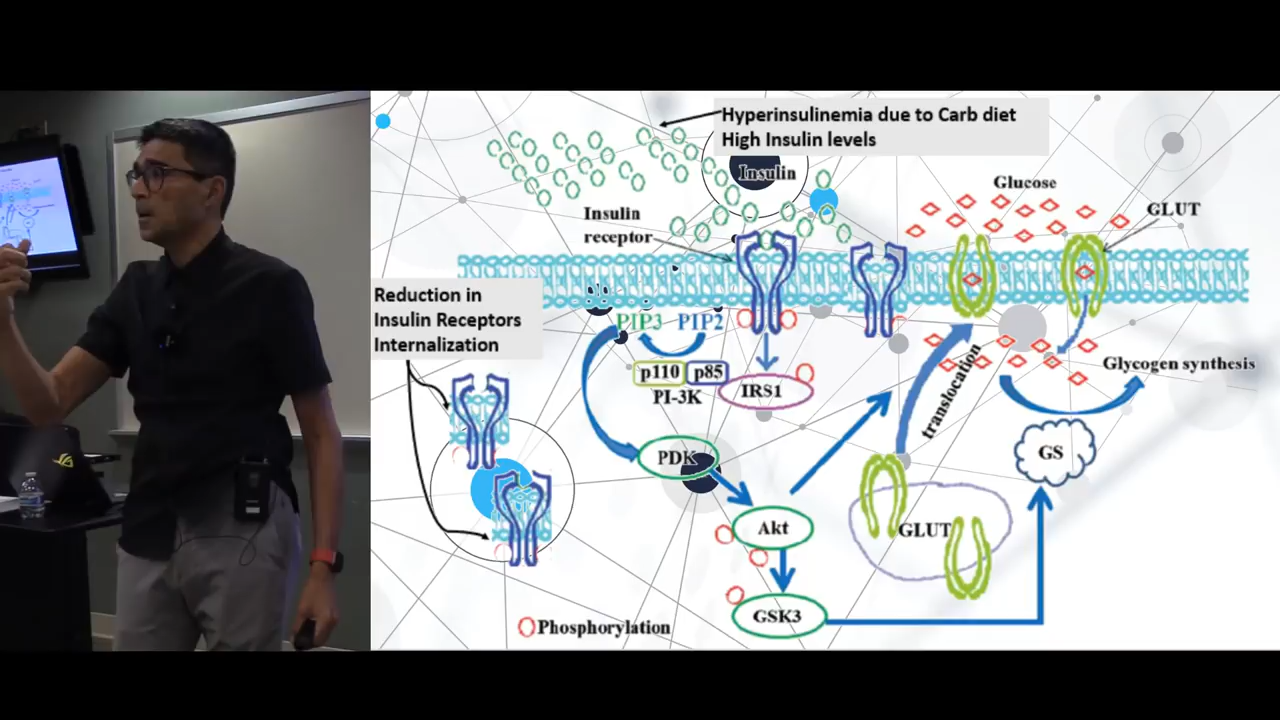 Hyperinsulinemia due to Carb diet
High Insulin levels
Insulin
Glucose
GLUT
Insulin
receptor
Reduction in
Insulin Receptors
Internalization
PIP3
PIP2
p110
p85
PI-3K
IRS1
translocation
Glycogen synthesis
PDK
GS
Akt
GLUT
GSK3
Phosphorylation